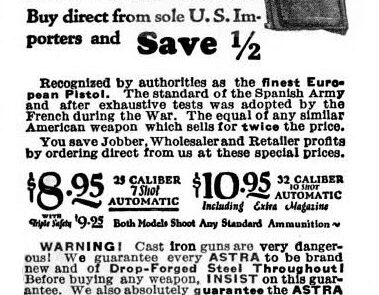 Buy direct from sole U. S. Im-
porters and Save ½
Recognized by authorities as the finest Euro-
pean Pistol. The standard of the Spanish Army
and after exhaustive tests was adopted by the
French during the War. The equal of any similar
American weapon which sells for twice the price.
You save Jobber, Wholesaler and Retailer profits
by ordering direct from us at these special prices.
$8.95 25 CALIBER 7 Shot AUTOMATIC $10.95 32 CALIBER 10 SHOT AUTOMATIC
Including Extra Magazine
WITH Triple Safety $9.25 Both Models Shoot Any Standard Ammunition~
WARNING! Cast iron guns are very danger-
ous! We guarantee every ASTRA to be brand
new and of Drop-Forged Steel Throughout!
Before buying any weapon, INSIST on this guar-
antee. We also absolutely guarantee the ASTRA